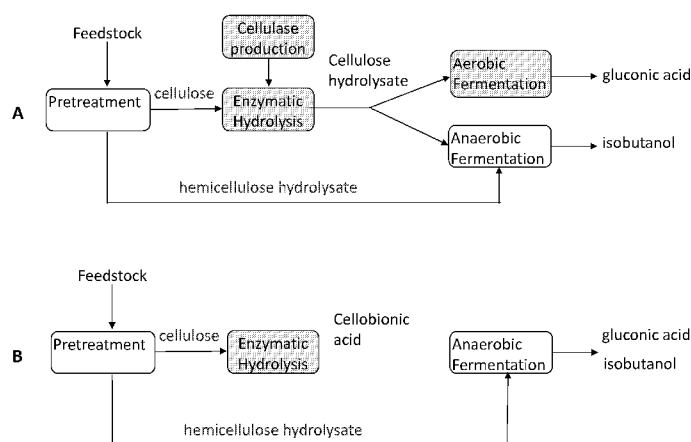 Feedstock
Cellulase
production
Cellulose
hydrolysate
Aerobic
Fermentation
gluconic acid
A
Pretreatment
cellulose
Enzymatic
Hydrolysis
Anaerobic
Fermentation
isobutanol
hemicellulose hydrolysate
Feedstock
Cellobionic
acid
B
Pretreatment
cellulose
Enzymatic
Hydrolysis
Anaerobic
Fermentation
gluconic acid
isobutanol
hemicellulose hydrolysate